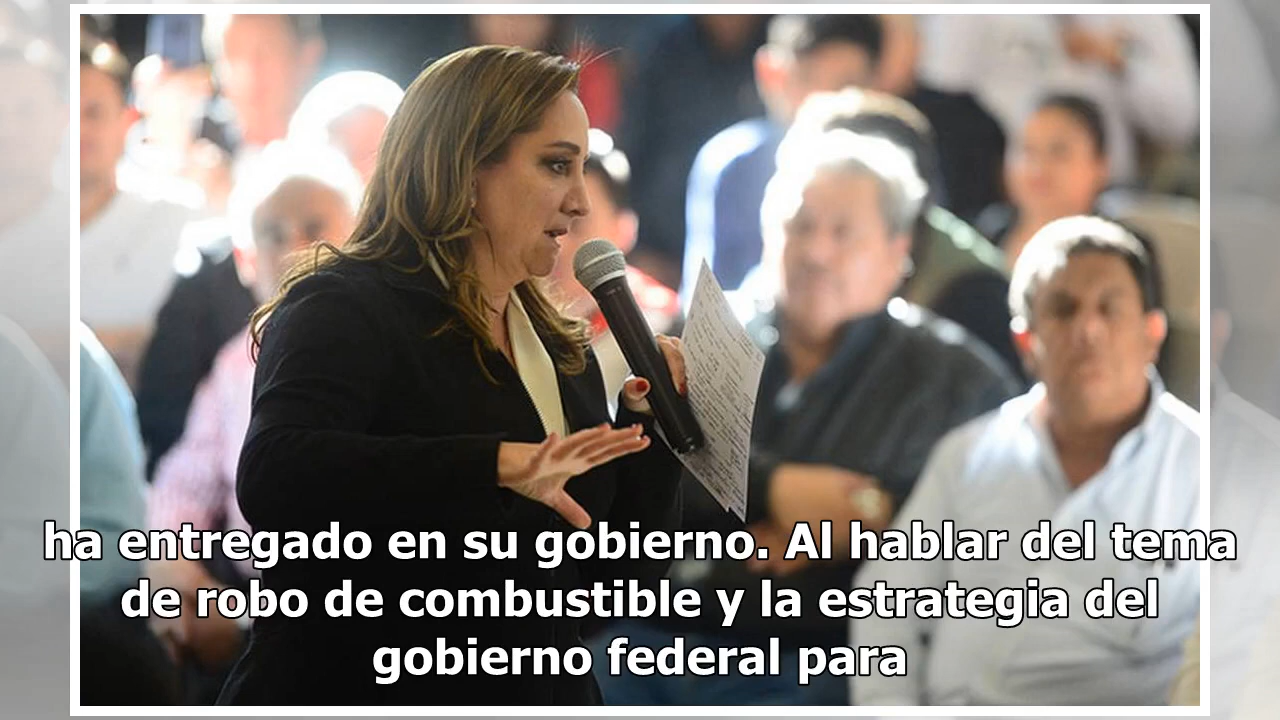 ha entregado en su gobierno. Al hablar del tema
de robo de combustible y la estrategia del
gobierno federal para